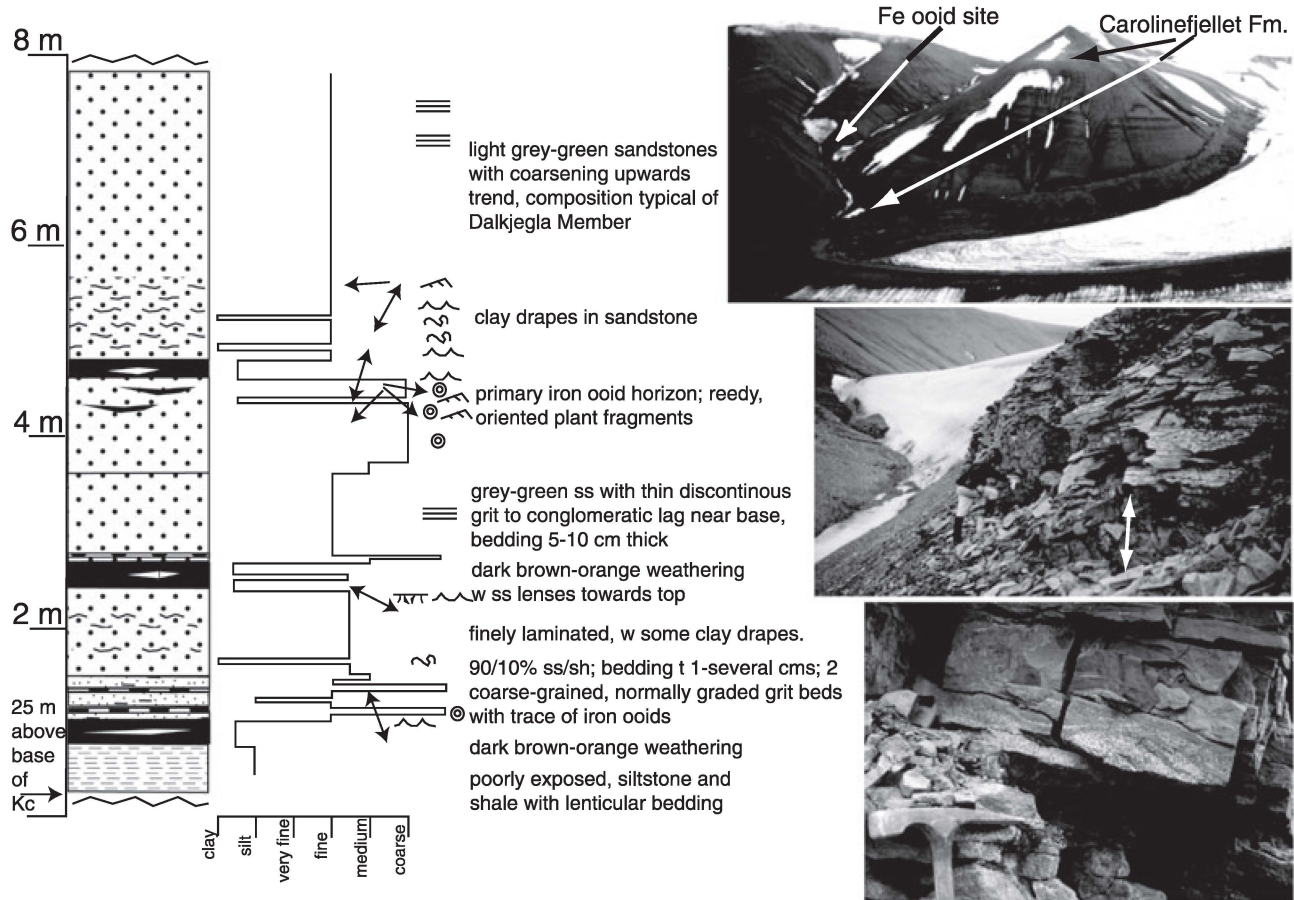 8 m
6 m
4 m
2 m
25 m
above
base
of
Kc
light grey-green sandstones
with coarsening upwards
trend, composition typical of
Dalkjegla Member
clay drapes in sandstone
primary iron ooid horizon; reedy,
oriented plant fragments
grey-green ss with thin discontinous
grit to conglomeratic lag near base,
bedding 5-10 cm thick
dark brown-orange weathering
w ss lenses towards top
finely laminated, w some clay drapes.
90/10% ss/sh; bedding t 1-several cms; 2
coarse-grained, normally graded grit beds
with trace of iron ooids
dark brown-orange weathering
poorly exposed, siltstone and
shale with lenticular bedding
clay
silt
very fine
fine
medium
coarse
Fe ooid site
Carolinefjellet Fm.